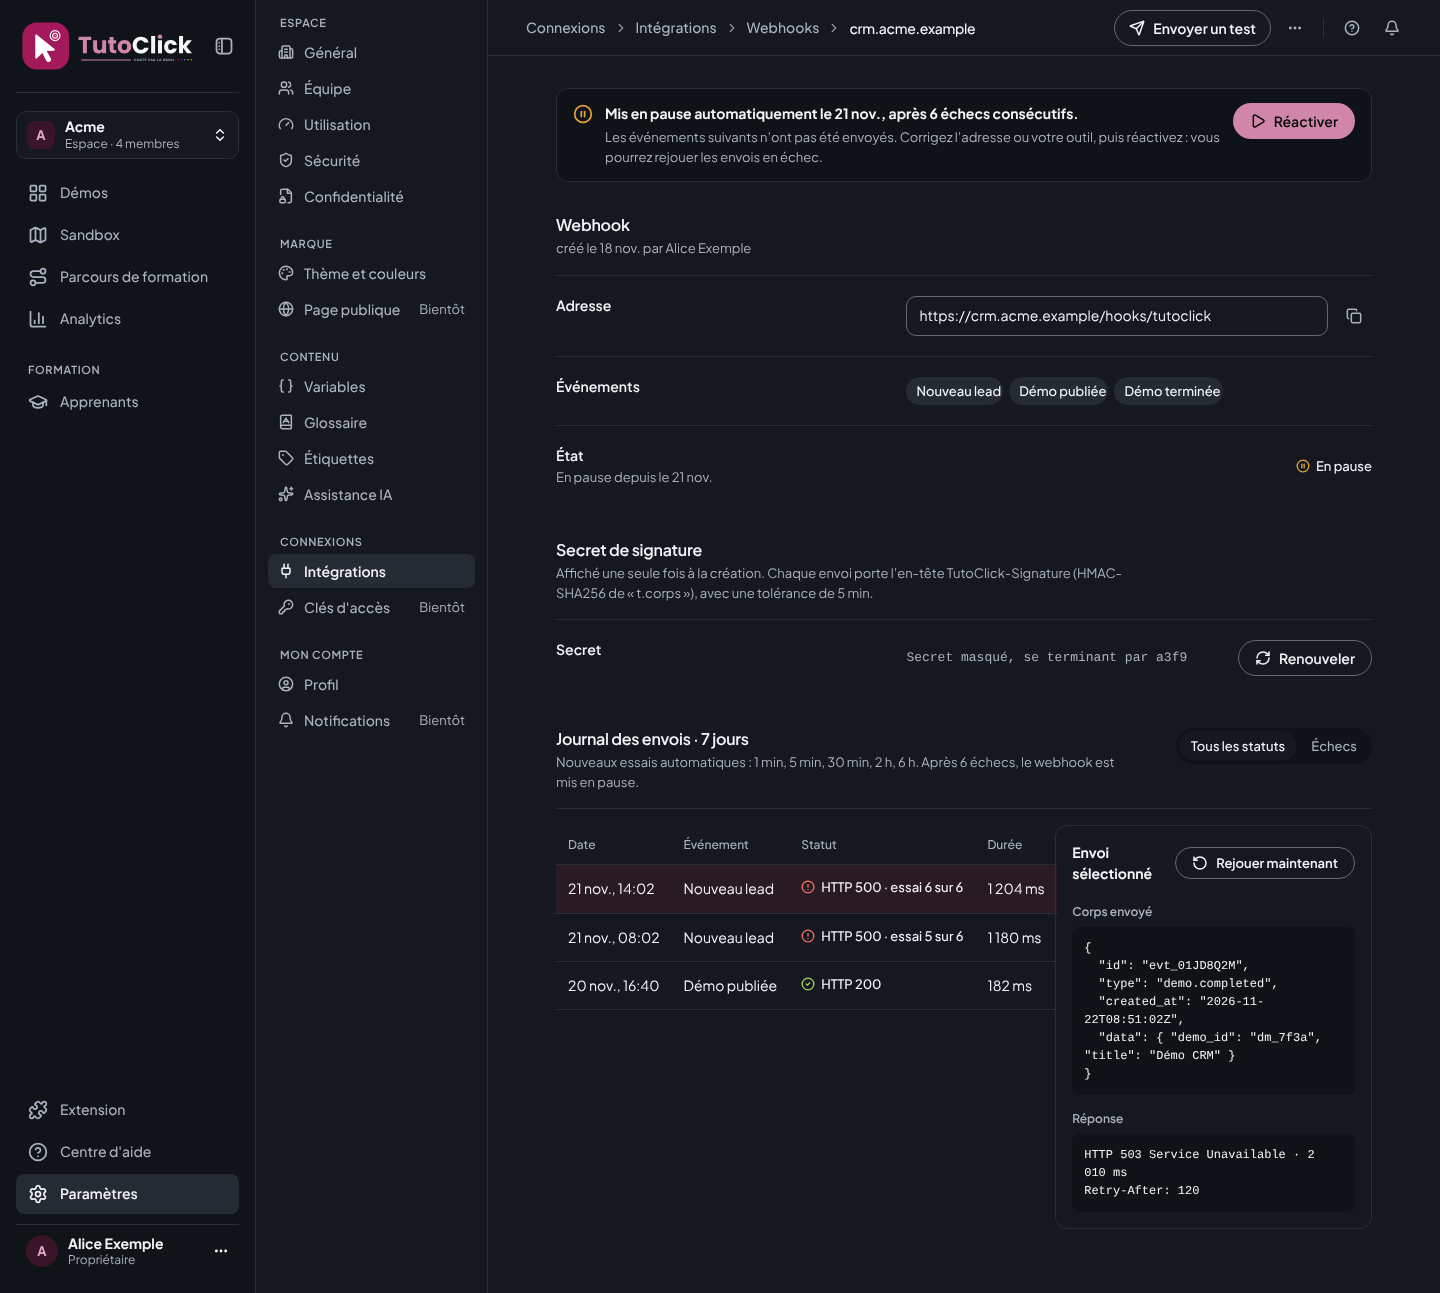 TutoClick
A
Acme
Espace · 4 membres
Démos
Sandbox
Parcours de formation
Analytics
FORMATION
Apprenants
Extension
Centre d'aide
Paramètres
A
Alice Exemple
Propriétaire
ESPACE
Général
Équipe
Utilisation
Sécurité
Confidentialité
MARQUE
Thème et couleurs
Page publique Bientôt
CONTENU
Variables
Glossaire
Étiquettes
Assistance IA
CONNEXIONS
Intégrations
Clés d'accès Bientôt
MON COMPTE
Profil
Notifications Bientôt
Connexions > Intégrations > Webhooks > crm.acme.example
Envoyer un test
Mis en pause automatiquement le 21 nov., après 6 échecs consécutifs.
Les événements suivants n'ont pas été envoyés. Corrigez l'adresse ou votre outil, puis réactivez : vous
pourrez rejouer les envois en échec.
Réactiver
Webhook
créé le 18 nov. par Alice Exemple
Adresse
https://crm.acme.example/hooks/tutoclick
Événements
Nouveau lead Démo publiée Démo terminée
État
En pause depuis le 21 nov.
En pause
Secret de signature
Affiché une seule fois à la création. Chaque envoi porte l'en-tête TutoClick-Signature (HMAC-
SHA256 de « t.corps »), avec une tolérance de 5 min.
Secret
Secret masqué, se terminant par a3f9
Renouveler
Journal des envois · 7 jours
Nouveaux essais automatiques : 1 min, 5 min, 30 min, 2 h, 6 h. Après 6 échecs, le webhook est
mis en pause.
Tous les statuts Échecs
Date Événement Statut Durée
21 nov., 14:02 Nouveau lead HTTP 500 · essai 6 sur 6 1 204 ms
21 nov., 08:02 Nouveau lead HTTP 500 · essai 5 sur 6 1 180 ms
20 nov., 16:40 Démo publiée HTTP 200 182 ms
Envoi
sélectionné
Rejouer maintenant
Corps envoyé
{
"id": "evt_01JD8Q2M",
"type": "demo.completed",
"created_at": "2026-11-
22T08:51:02Z",
"data": { "demo_id": "dm_7f3a",
"title": "Démo CRM" }
}
Réponse
HTTP 503 Service Unavailable · 2
010 ms
Retry-After: 120